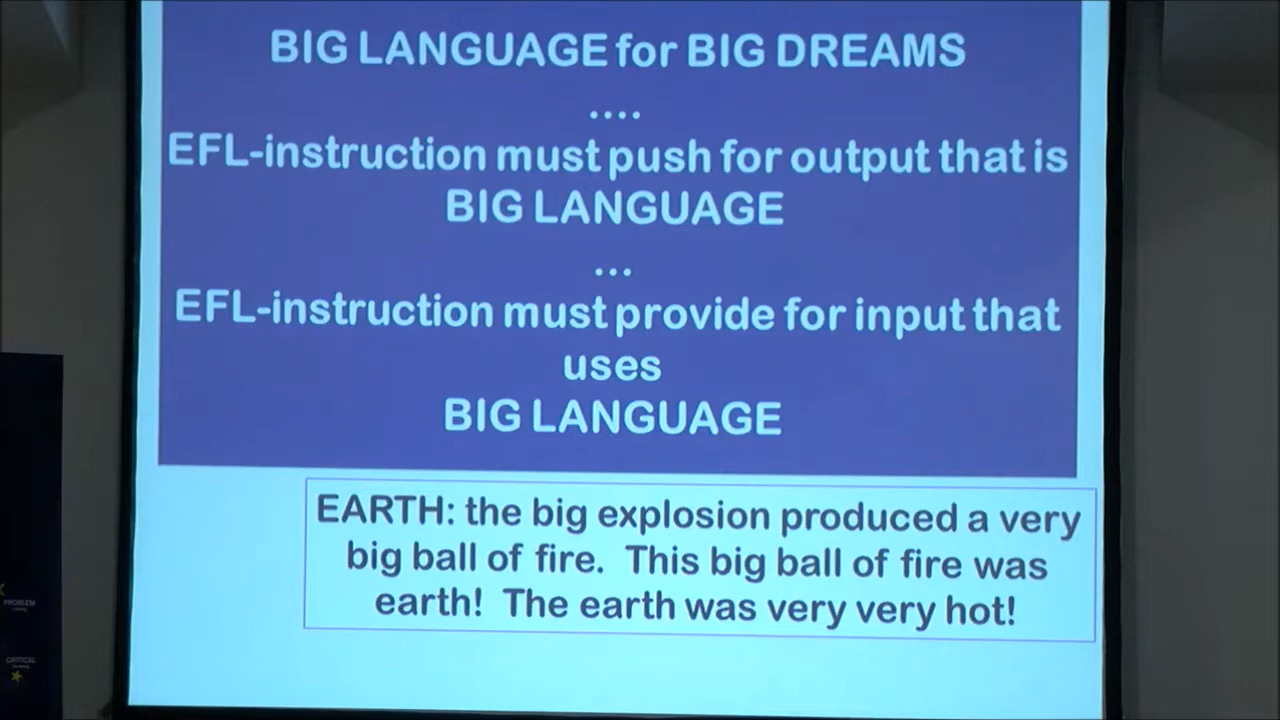 BIG LANGUAGE for BIG DREAMS
....
EFL-instruction must push for output that is
BIG LANGUAGE
...
EFL-instruction must provide for input that
uses
BIG LANGUAGE
EARTH: the big explosion produced a very
big ball of fire. This big ball of fire was
earth! The earth was very very hot!
PROBLEM
CRITICAL